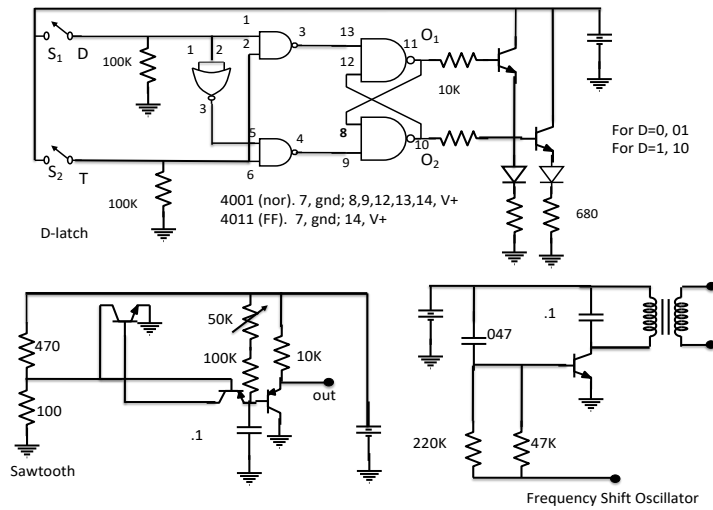 1
3
13
11
O1
S1 D
2
100K
1 2
12
10K
3
5
4
8
10
O2
6
9
S2 T
100K
For D=0, 01
For D=1, 10
4001 (nor). 7, gnd; 8,9,12,13,14, V+
4011 (FF). 7, gnd; 14, V+
680
D-latch
50K
470
100K
10K
100
out
.1
Sawtooth
.1
047
220K
47K
Frequency Shift Oscillator